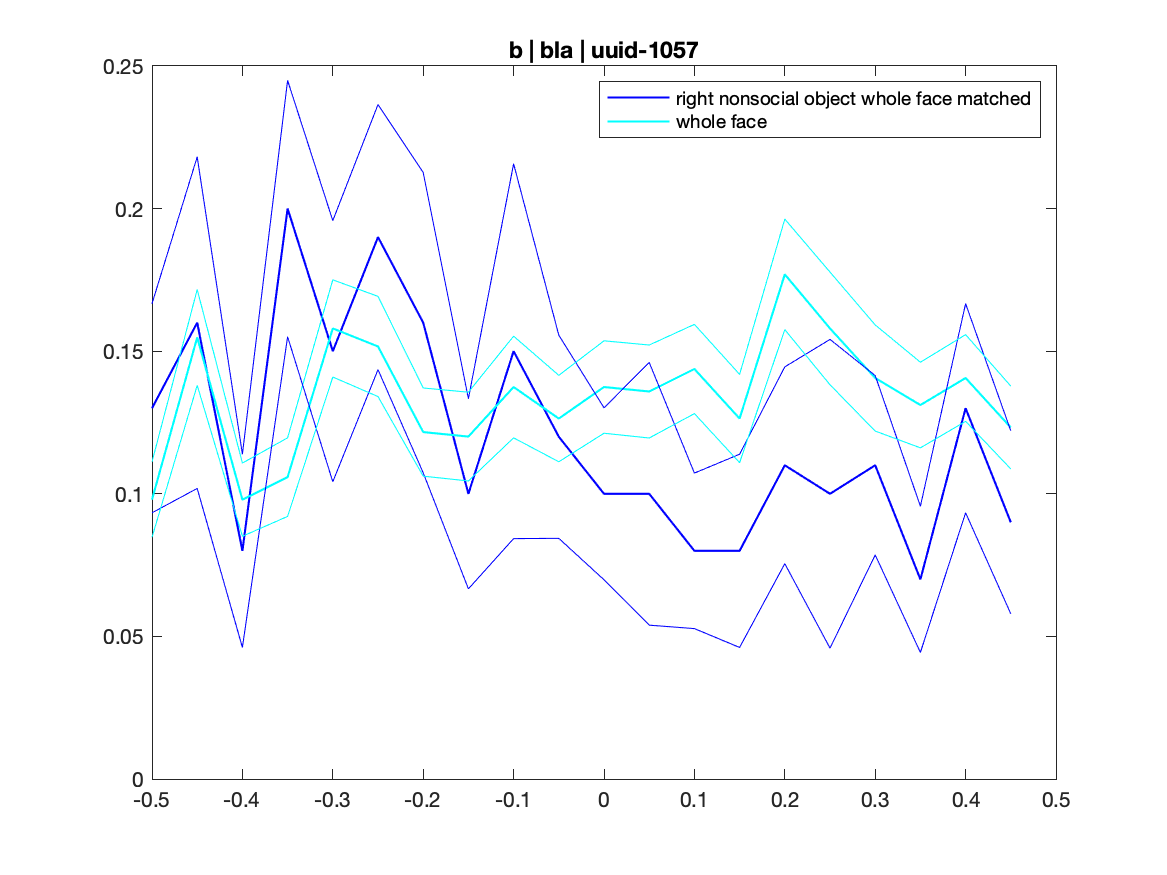 b | bla | uuid-1057
right nonsocial object whole face matched
whole face
0.25
0.2
0.15
0.1
0.05
0
-0.5 -0.4 -0.3 -0.2 -0.1 0 0.1 0.2 0.3 0.4 0.5